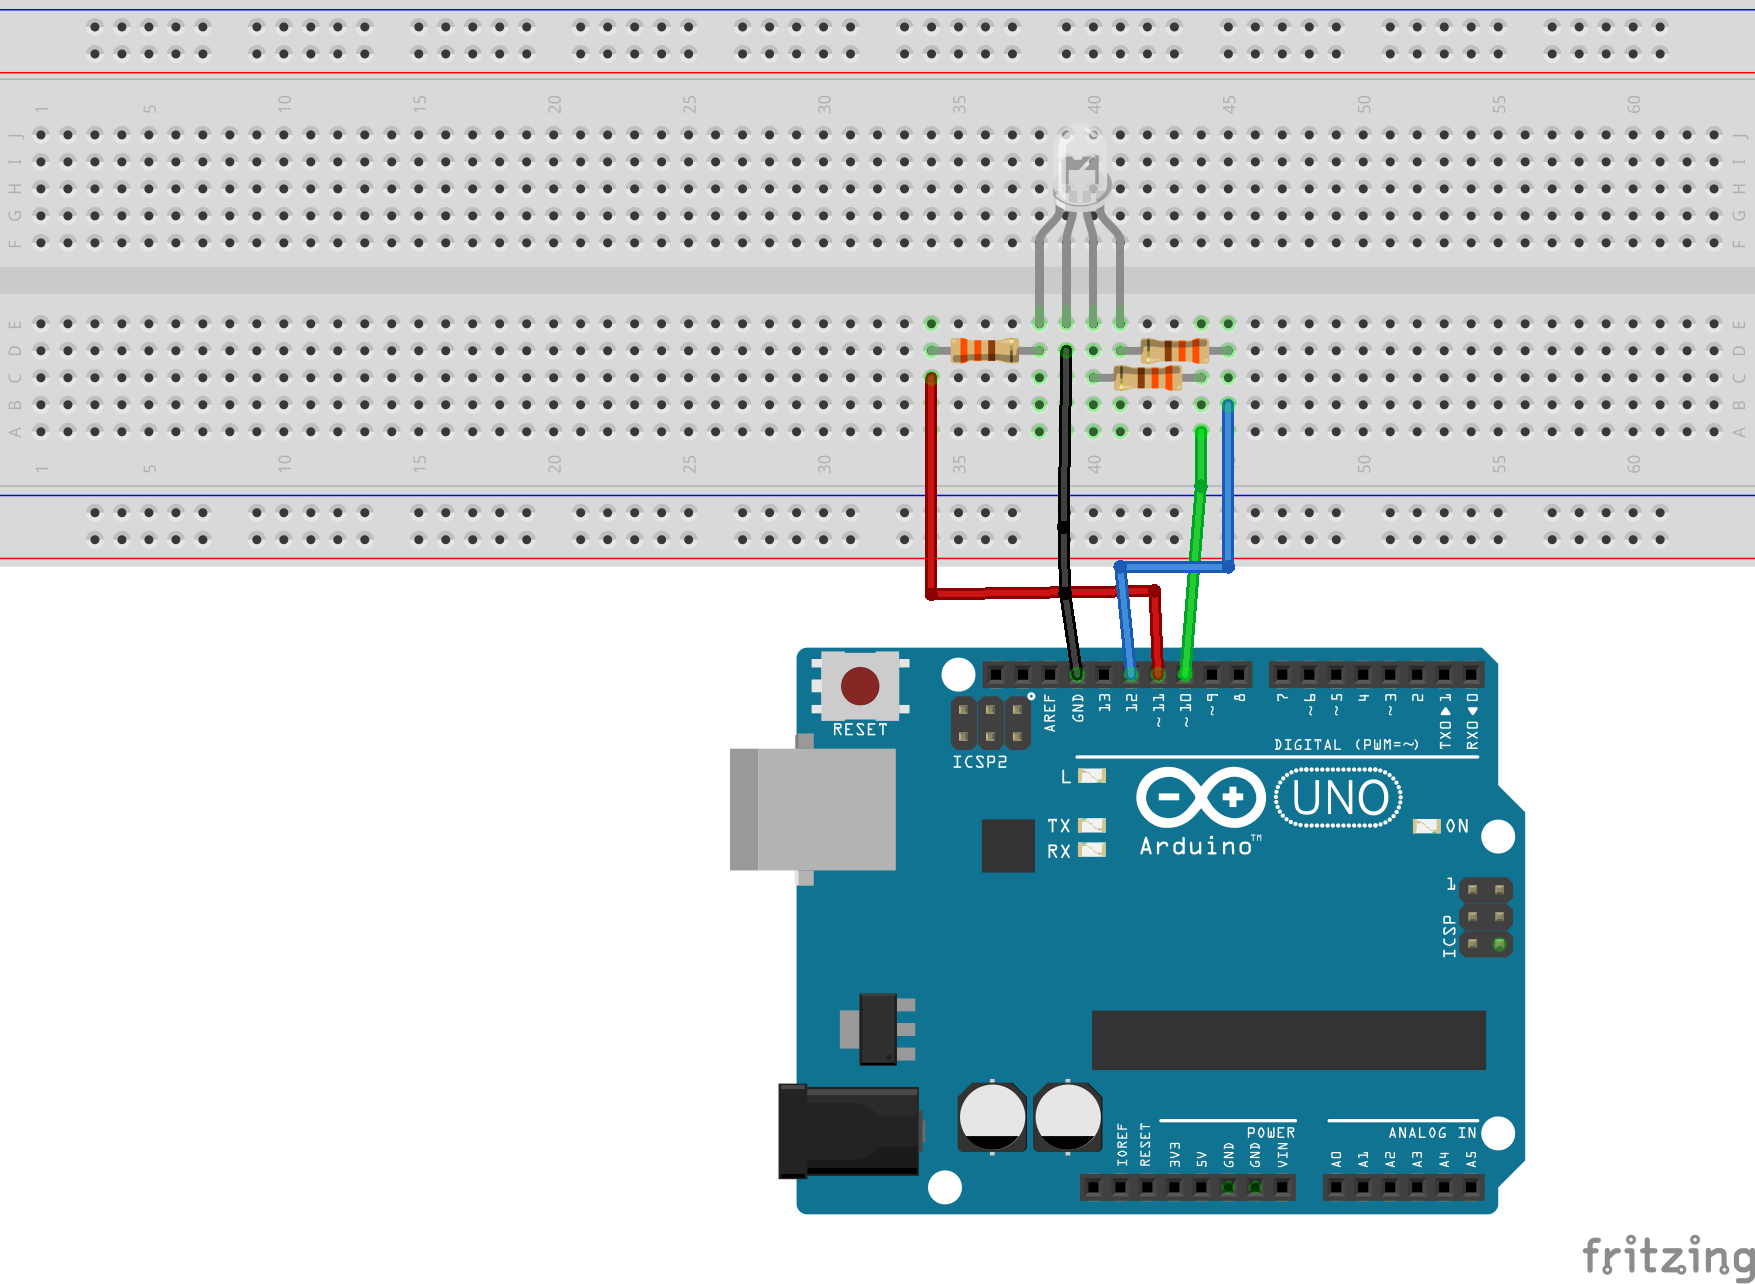 1 5 10 15 20 25 30 35 40 45 50 55 60
J J
I I
H H
G G
F F
E E
D D
C C
B B
A A
1 5 10 15 20 25 30 35 40 50 55 60
RESET
ICSP2
AREF
GND
13
12
~11
~10
~9
8
7
~6
~5
4
~3
2
TX0▶1
RX0◀0
DIGITAL (PWM=~)
L
TX
RX
UNO
Arduino™
ON
1
ICSP
IOREF
RESET
3V3
5V
GND
GND
VIN
POWER
ANALOG IN
A0
A1
A2
A3
A4
A5
fritzing